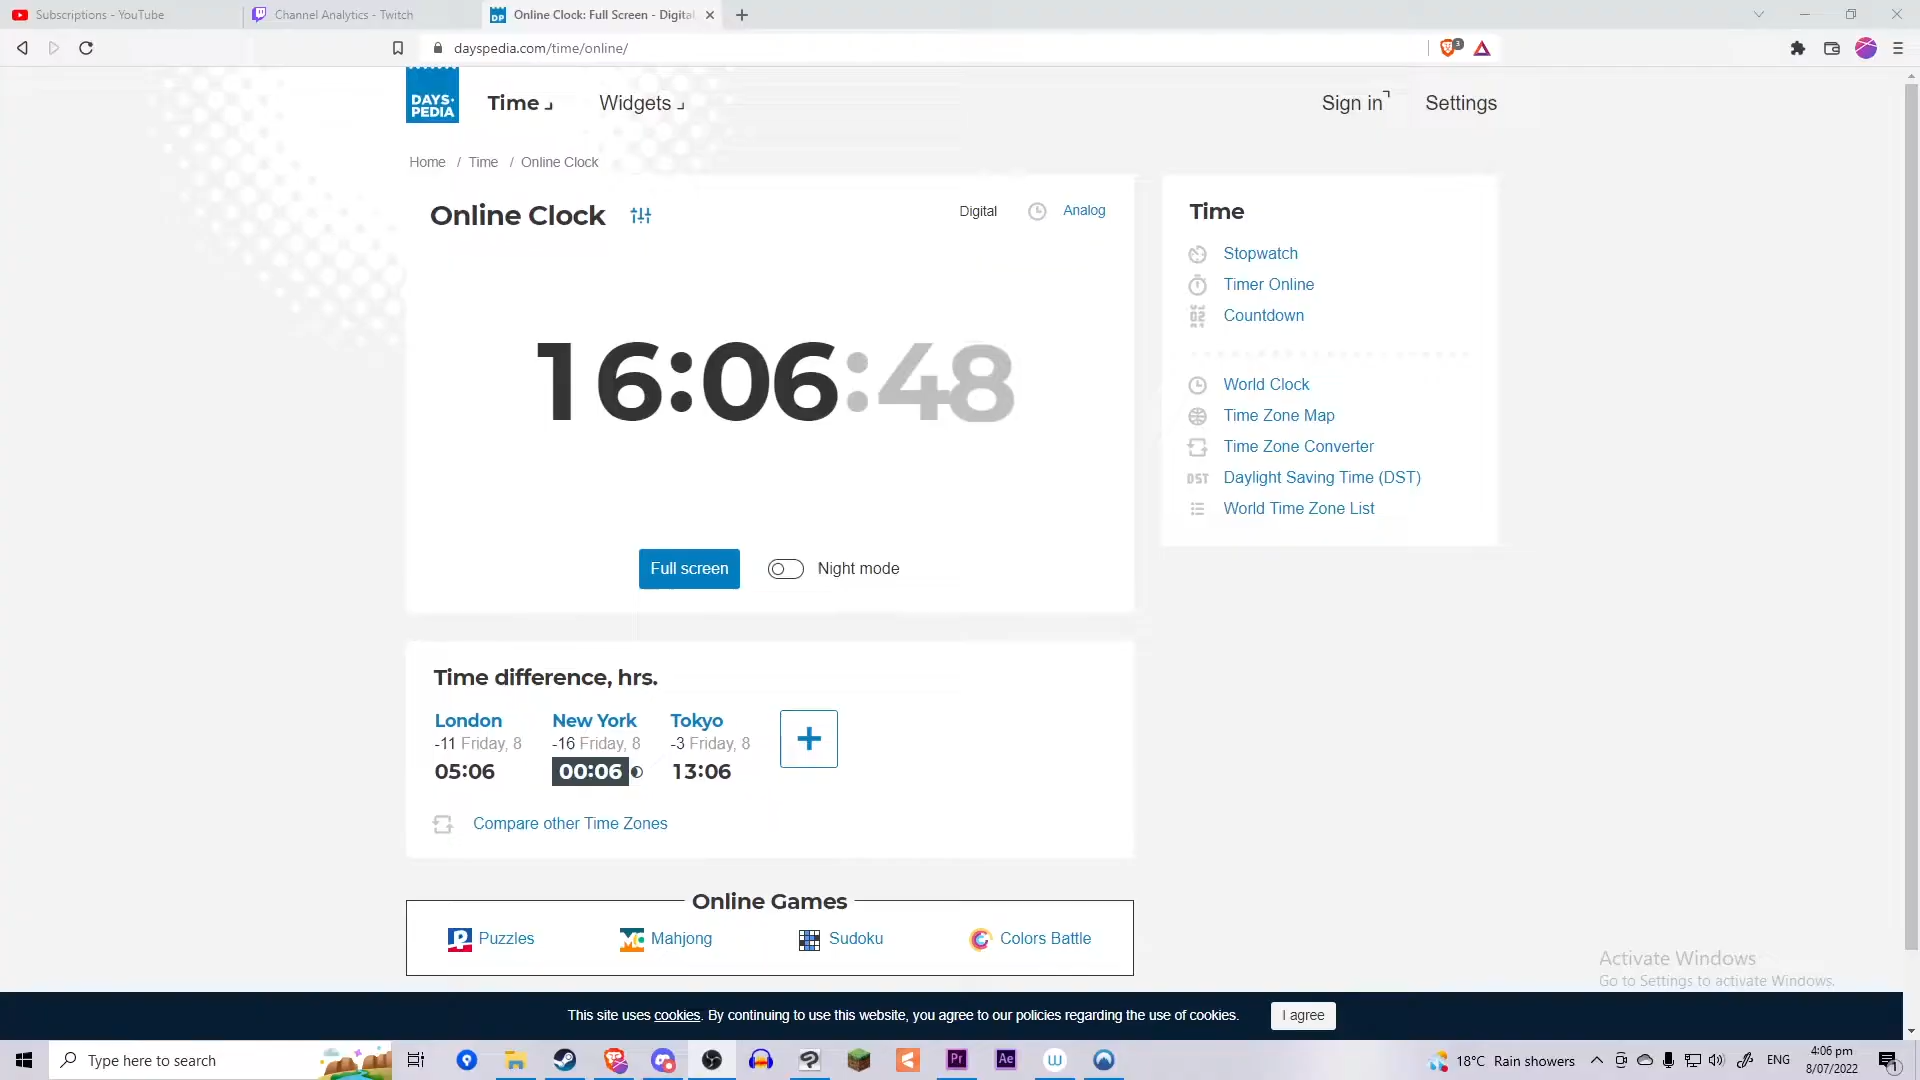 Subscriptions - YouTube
Channel Analytics - Twitch
Online Clock: Full Screen - Digital
dayspedia.com/time/online/
3
DAYS·
PEDIA
Time
Widgets
Sign in
Settings
Home / Time / Online Clock
Online Clock
Digital
Analog
16:06:48
Full screen
Night mode
Time
Stopwatch
Timer Online
Countdown
World Clock
Time Zone Map
Time Zone Converter
DST Daylight Saving Time (DST)
World Time Zone List
Time difference, hrs.
London New York Tokyo
-11 Friday, 8 -16 Friday, 8 -3 Friday, 8
05:06 00:06 13:06
+
Compare other Time Zones
Online Games
Puzzles Mahjong Sudoku Colors Battle
Activate Windows
Go to Settings to activate Windows.
This site uses cookies. By continuing to use this website, you agree to our policies regarding the use of cookies.
I agree
Type here to search
Pr
Ae
W
18°C Rain showers
ENG
4:06 pm
8/07/2022
1